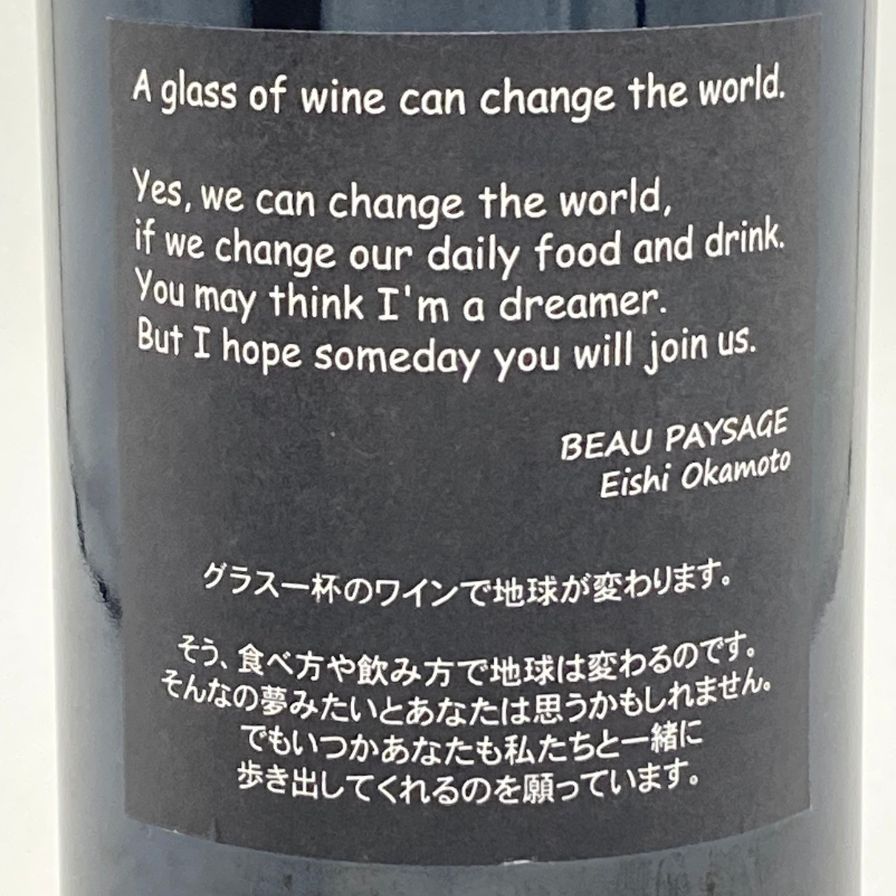 A glass of wine can change the world.
Yes, we can change the world,
if we change our daily food and drink.
You may think I'm a dreamer.
But I hope someday you will join us.
BEAU PAYSAGE
Eishi Okamoto
グラス一杯のワインで地球が変わります。
そう、食べ方や飲み方で地球は変わるのです。
そんなの夢みたいとあなたは思うかもしれません。
でもいつかあなたも私たちと一緒に
歩き出してくれるのを願っています。